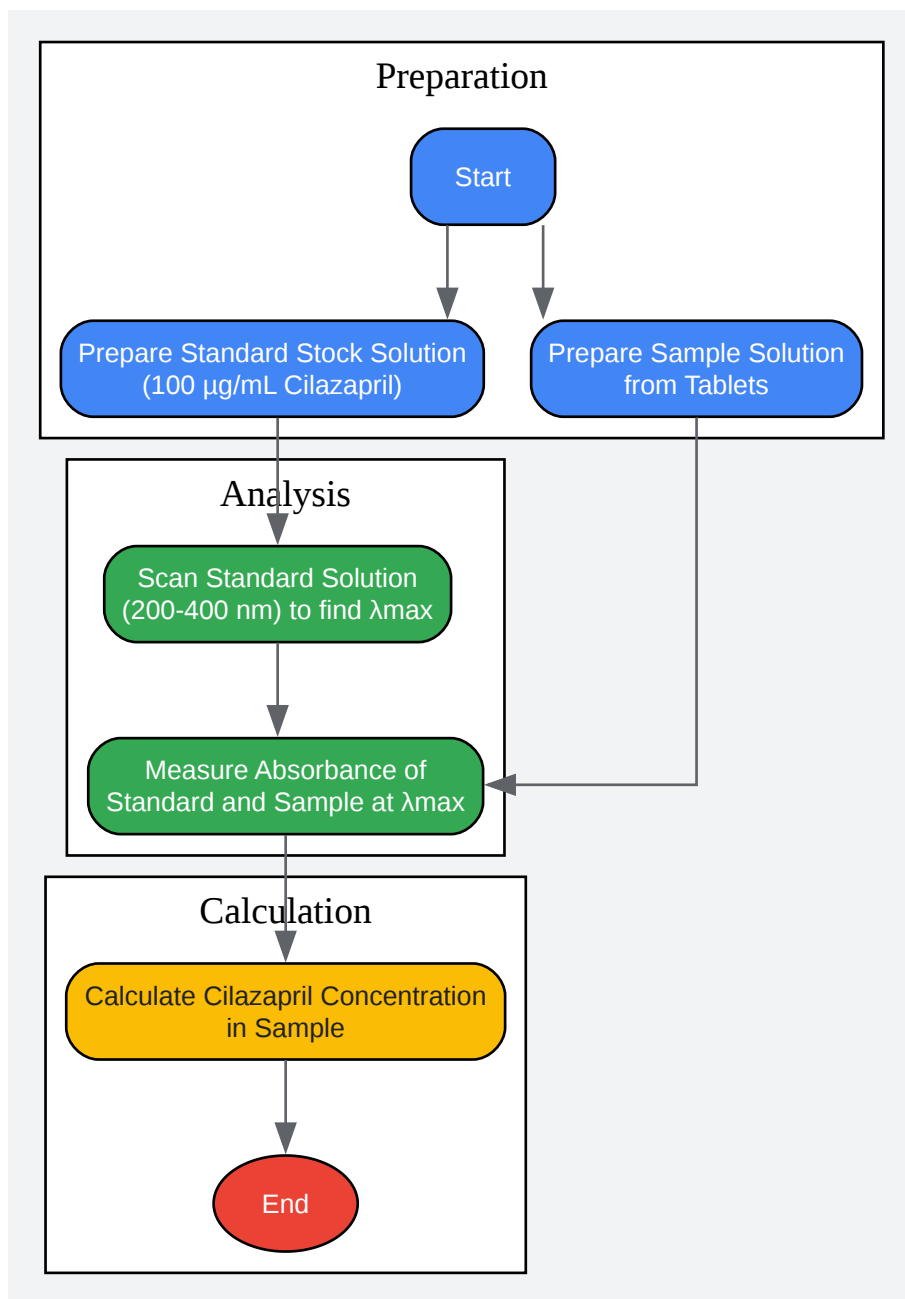 Preparation
Start
Prepare Standard Stock Solution
(100 µg/mL Cilazapril)
Prepare Sample Solution
from Tablets
Analysis
Scan Standard Solution
(200-400 nm) to find λmax
Measure Absorbance of
Standard and Sample at λmax
Calculation
Calculate Cilazapril Concentration
in Sample
End